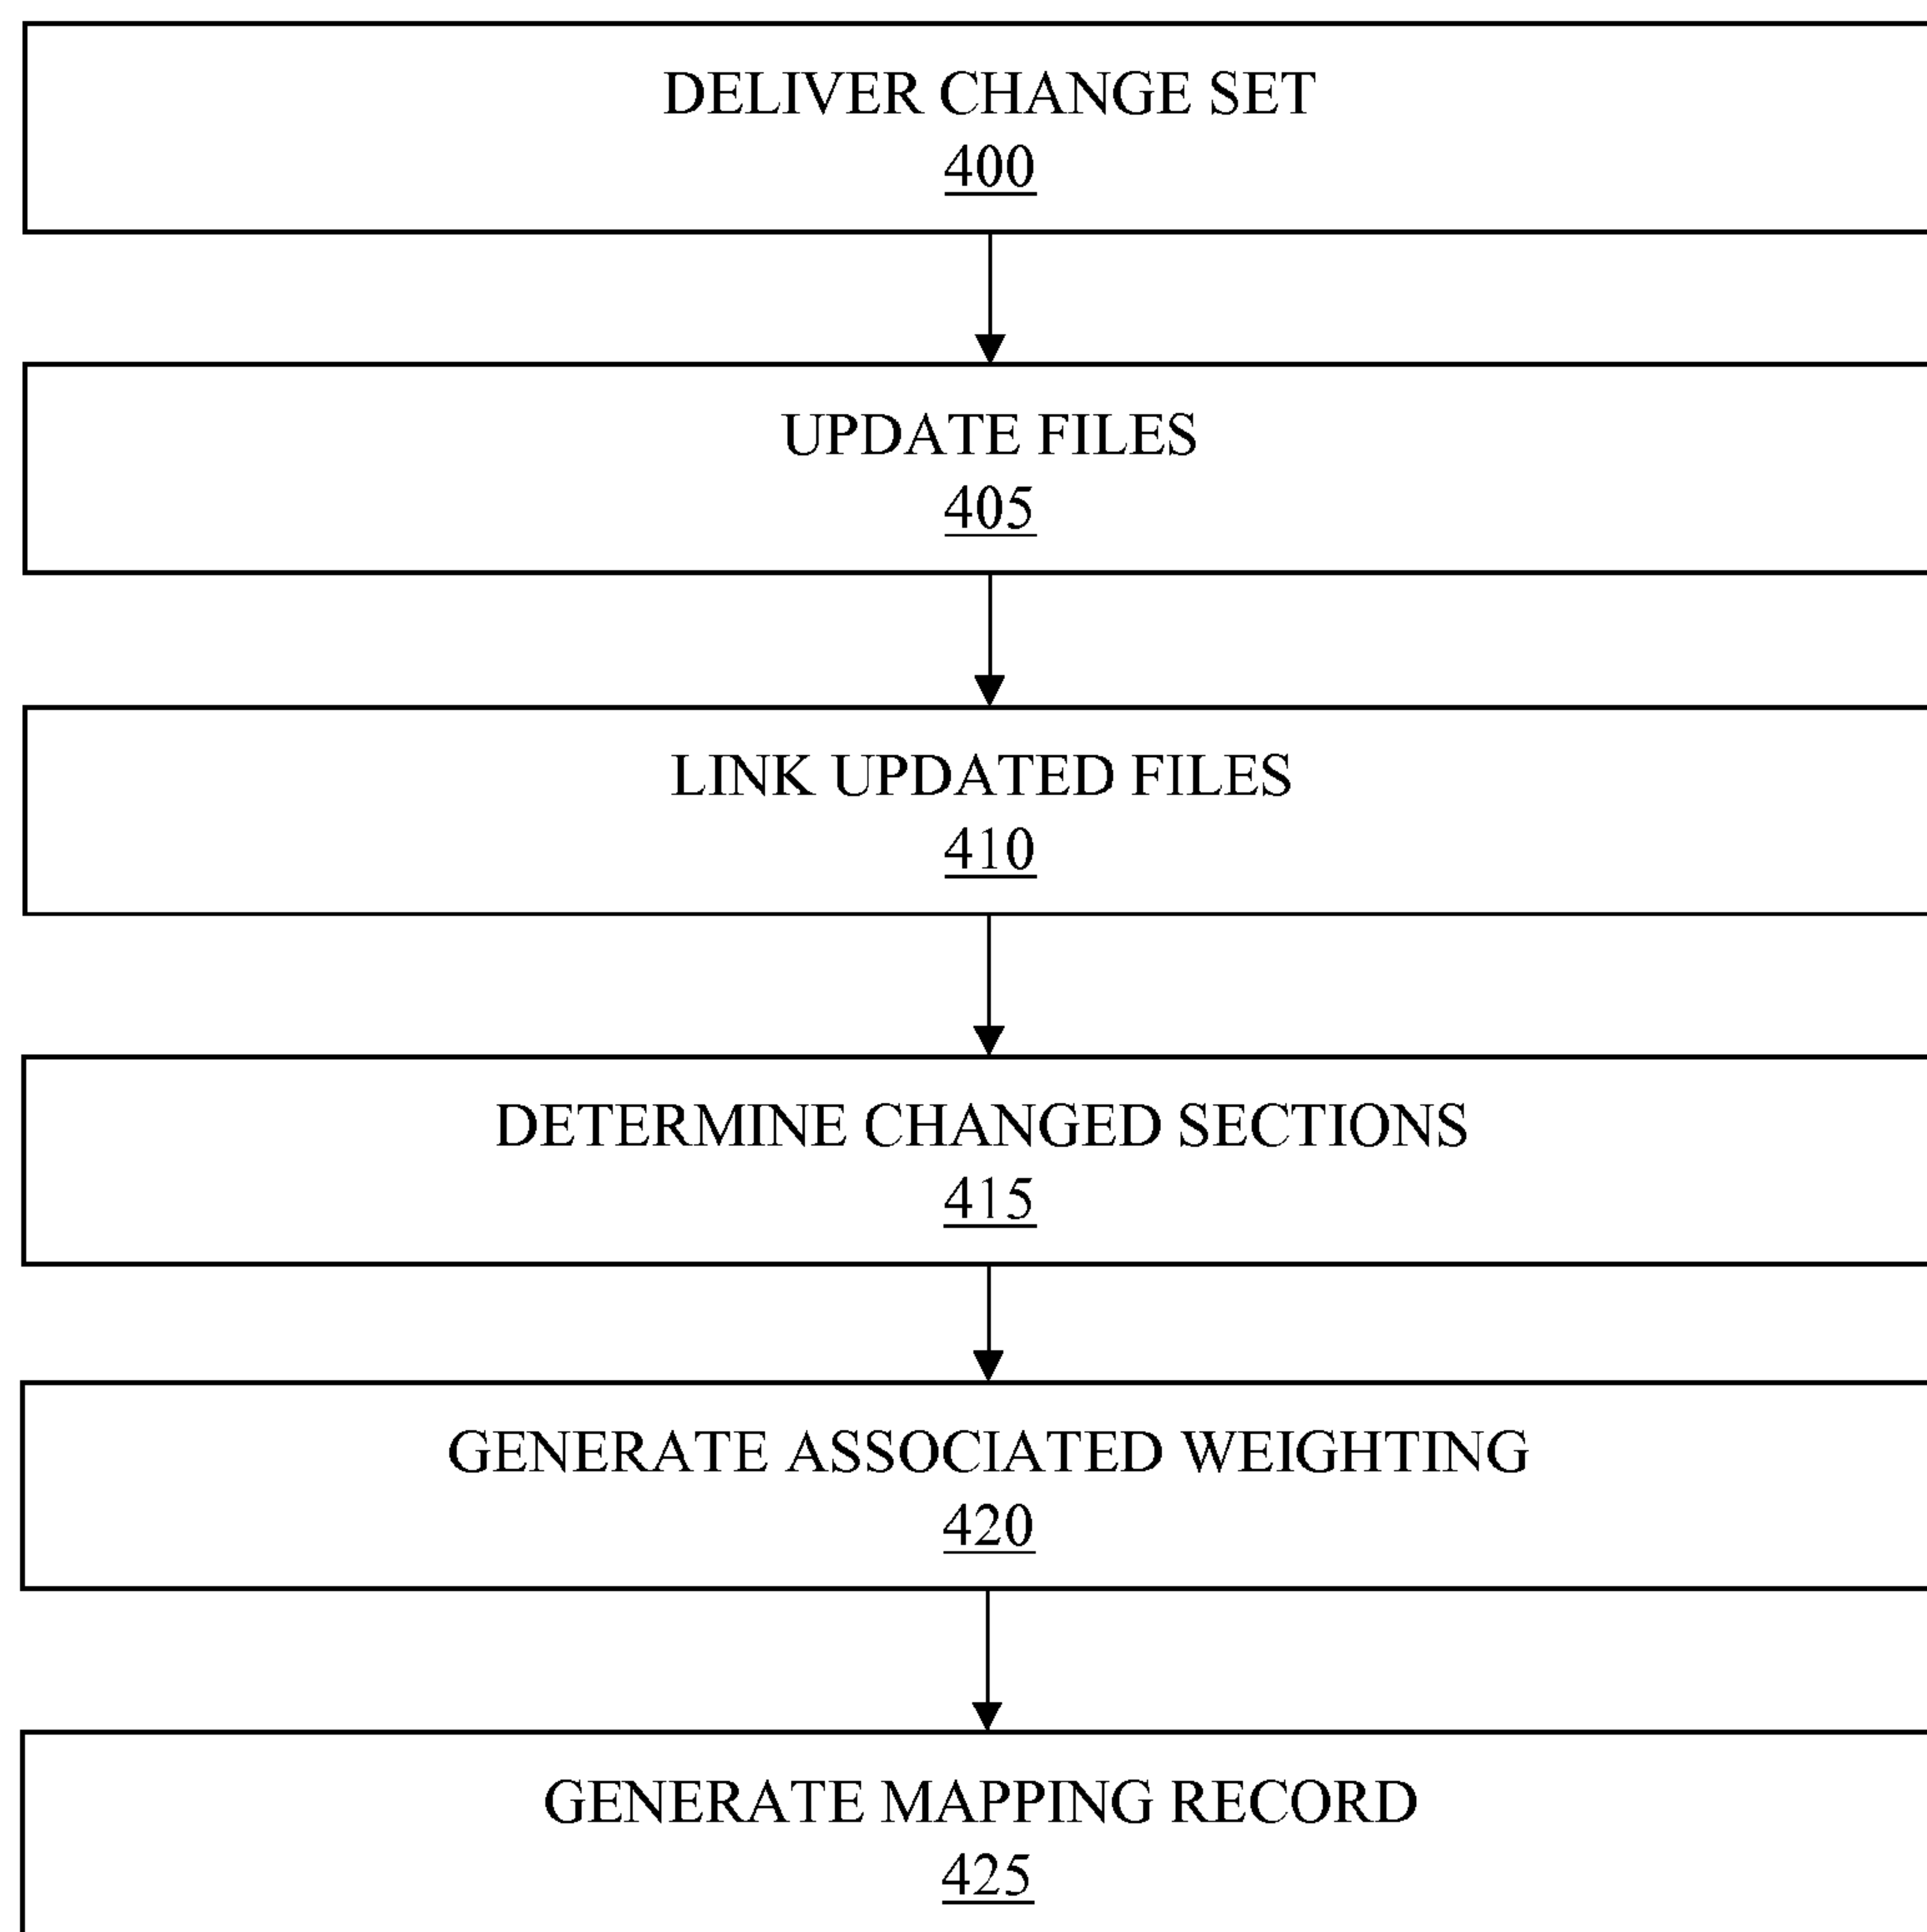 DELIVER CHANGE SET
400
UPDATE FILES
405
LINK UPDATED FILES
410
DETERMINE CHANGED SECTIONS
415
GENERATE ASSOCIATED WEIGHTING
420
GENERATE MAPPING RECORD
425